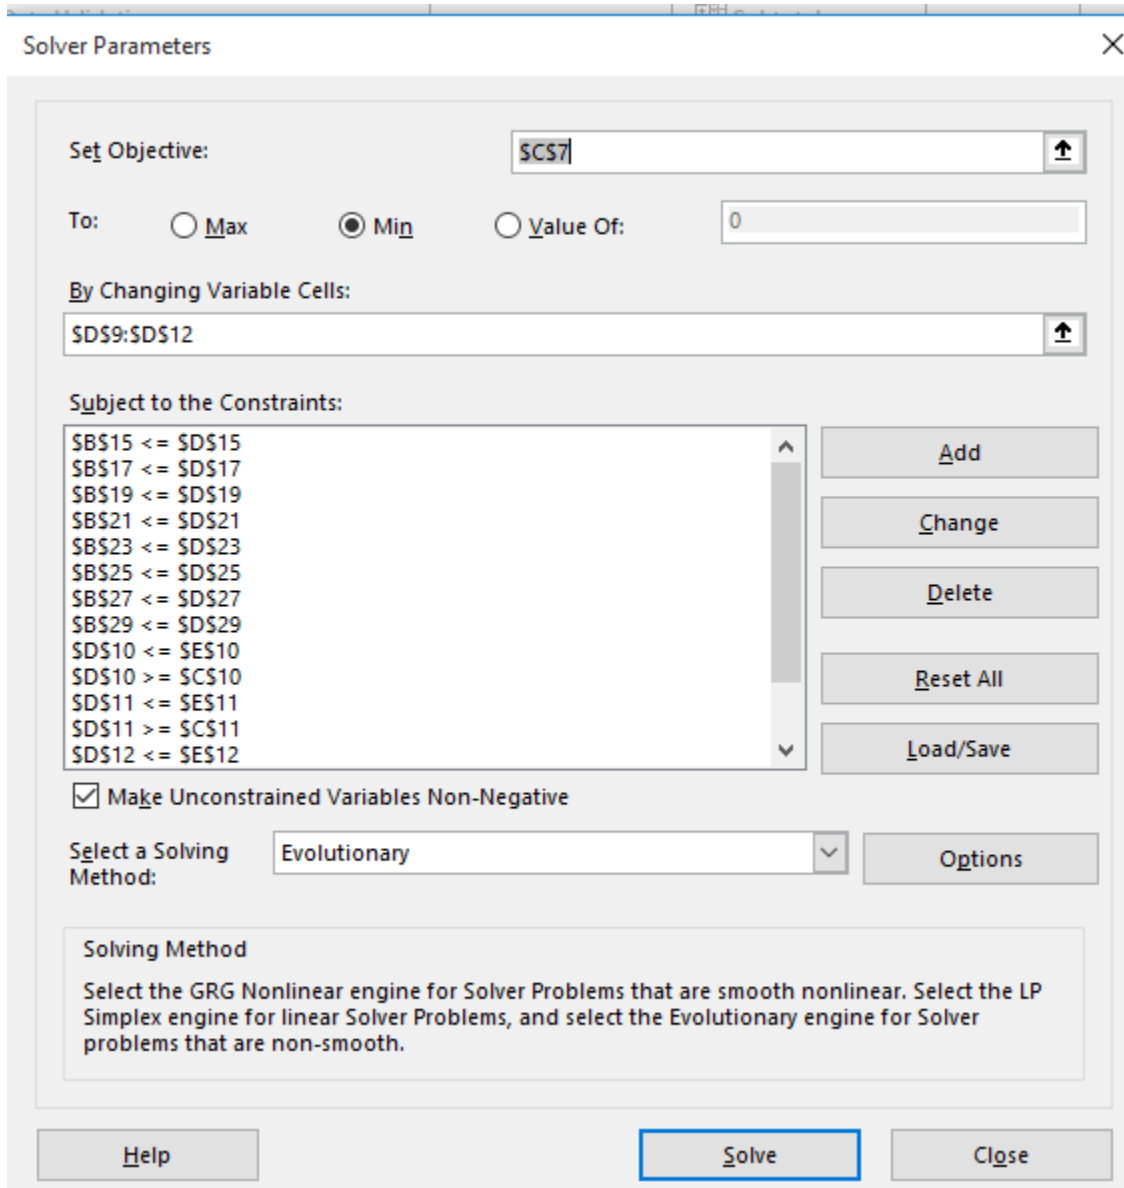 Solver Parameters
Set Objective:
$C$7
To:
Max
Min
Value Of:
0
By Changing Variable Cells:
$D$9:$D$12
Subject to the Constraints:
$B$15 <= $D$15
$B$17 <= $D$17
$B$19 <= $D$19
$B$21 <= $D$21
$B$23 <= $D$23
$B$25 <= $D$25
$B$27 <= $D$27
$B$29 <= $D$29
$D$10 <= $E$10
$D$10 >= $C$10
$D$11 <= $E$11
$D$11 >= $C$11
$D$12 <= $E$12
Add
Change
Delete
Reset All
Load/Save
Make Unconstrained Variables Non-Negative
Select a Solving
Method:
Evolutionary
Options
Solving Method
Select the GRG Nonlinear engine for Solver Problems that are smooth nonlinear. Select the LP
Simplex engine for linear Solver Problems, and select the Evolutionary engine for Solver
problems that are non-smooth.
Help
Solve
Close